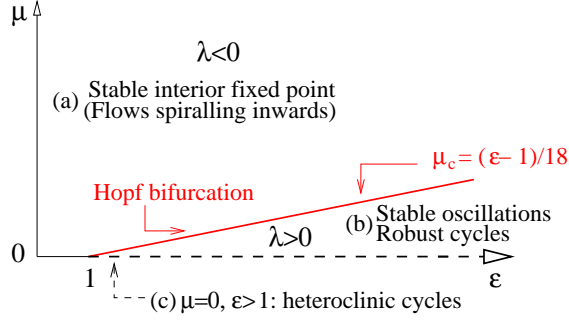 μ
λ<0
(a) Stable interior fixed point
(Flows spiralling inwards)
μc = (ε− 1)/18
Hopf bifurcation
(b) Stable oscillations
Robust cycles
λ>0
0
1
ε
(c) μ=0, ε>1: heteroclinic cycles